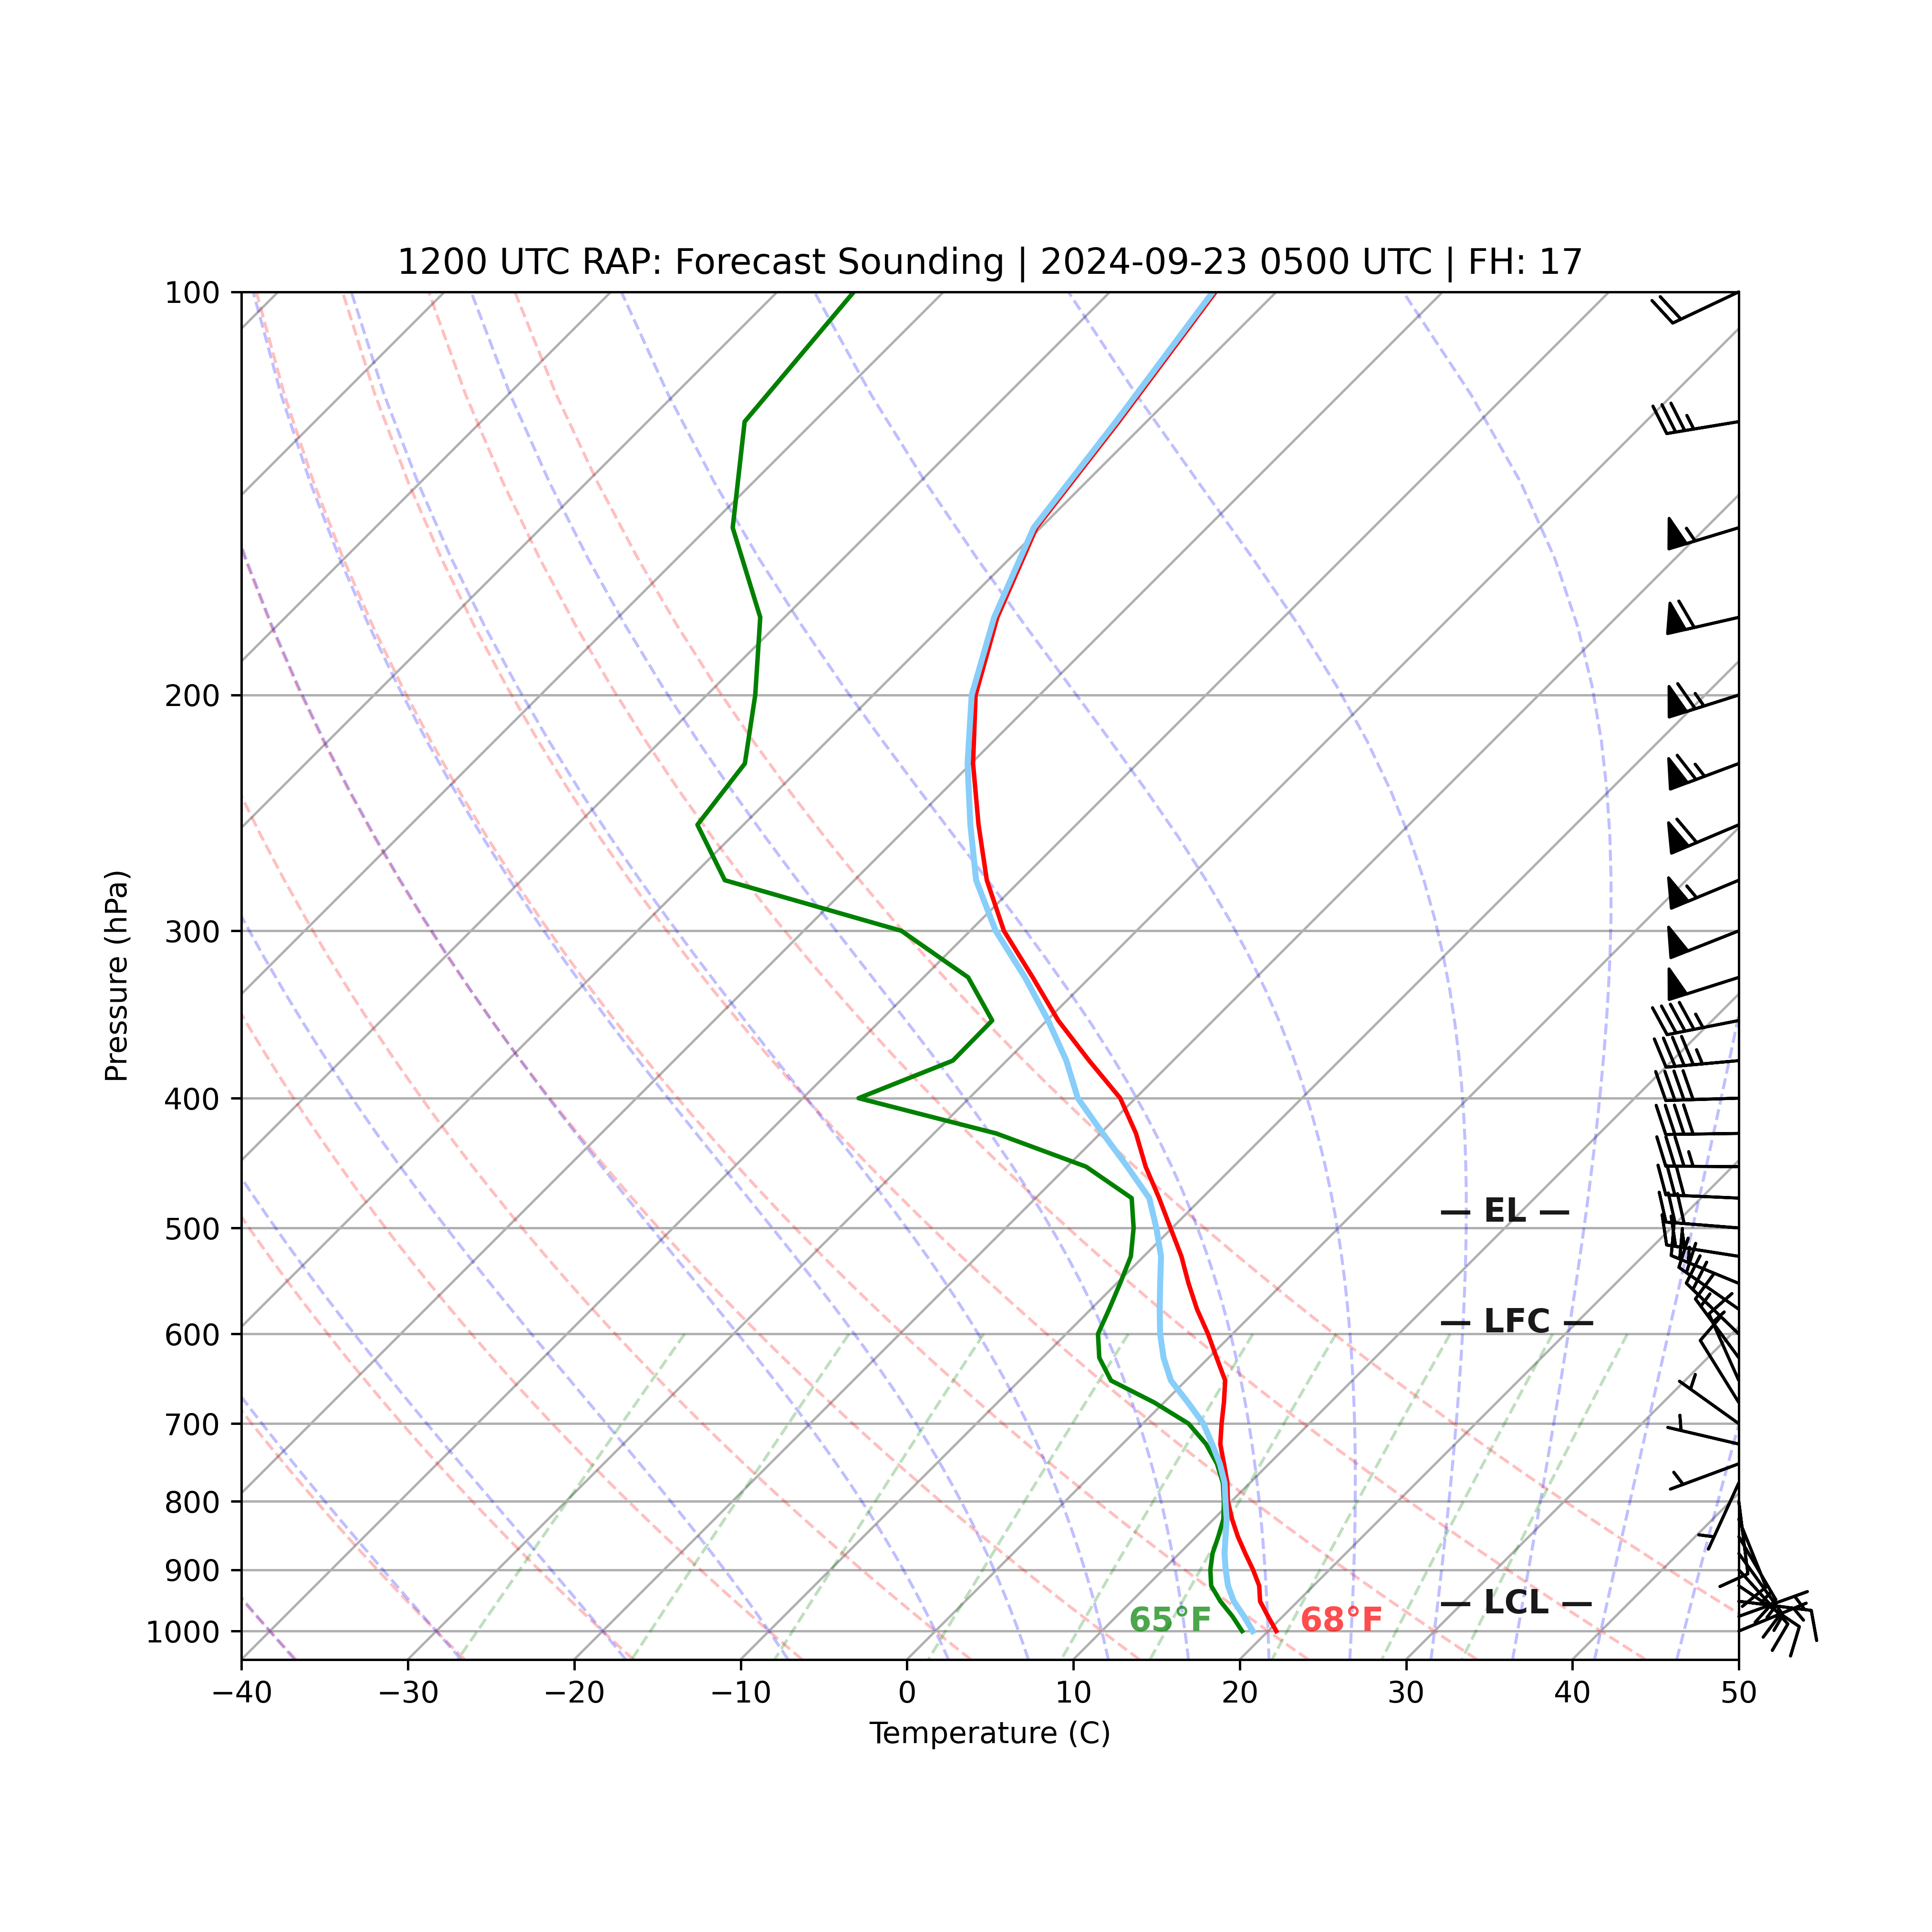 1200 UTC RAP: Forecast Sounding | 2024-09-23 0500 UTC | FH: 17
100
200
300
400
500
600
700
800
900
1000
Pressure (hPa)
— EL —
— LFC —
— LCL —
65°F
68°F
−40
−30
−20
−10
0
10
20
30
40
50
Temperature (C)